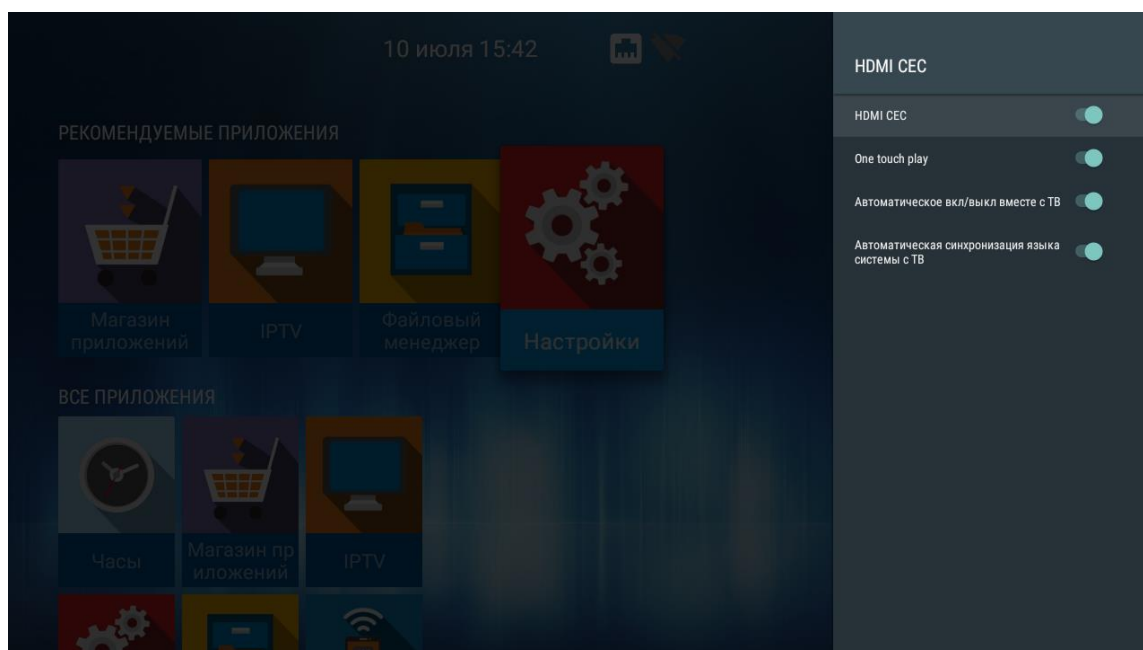 10 июля 15:42
HDMI CEC
HDMI CEC
One touch play
Автоматическое вкл/выкл вместе с ТВ
Автоматическая синхронизация языка
системы с ТВ
РЕКОМЕНДУЕМЫЕ ПРИЛОЖЕНИЯ
Магазин
приложений
IPTV
Файловый
менеджер
Настройки
ВСЕ ПРИЛОЖЕНИЯ
Часы
Магазин пр
иложений
IPTV